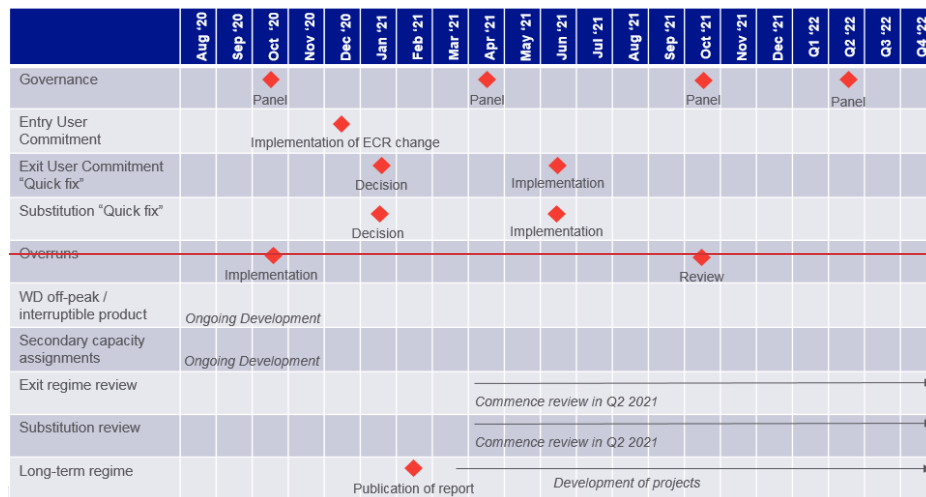 Aug '20 Sep '20 Oct '20 Nov '20 Dec '20 Jan '21 Feb '21 Mar '21 Apr '21 May '21 Jun '21 Jul '21 Aug '21 Sep '21 Oct '21 Nov '21 Dec '21 Q1 '22 Q2 '22 Q3 '22 Q4 '22
Governance
Panel Panel Panel Panel
Entry User
Commitment
Implementation of ECR change
Exit User Commitment
“Quick fix”
Decision Implementation
Substitution “Quick fix”
Decision Implementation
Overruns
Implementation Review
WD off-peak /
interruptible product
Ongoing Development
Secondary capacity
assignments
Ongoing Development
Exit regime review
Commence review in Q2 2021
Substitution review
Commence review in Q2 2021
Long-term regime
Publication of report Development of projects